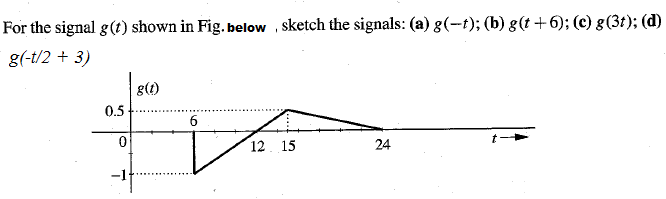 For the signal g(t) shown in Fig. below , sketch the signals: (a) g(−t); (b) g(t + 6); (c) g(3t); (d)
g(-t/2 + 3)
g(t)
0.5
6
0
12 15
24
t
−1